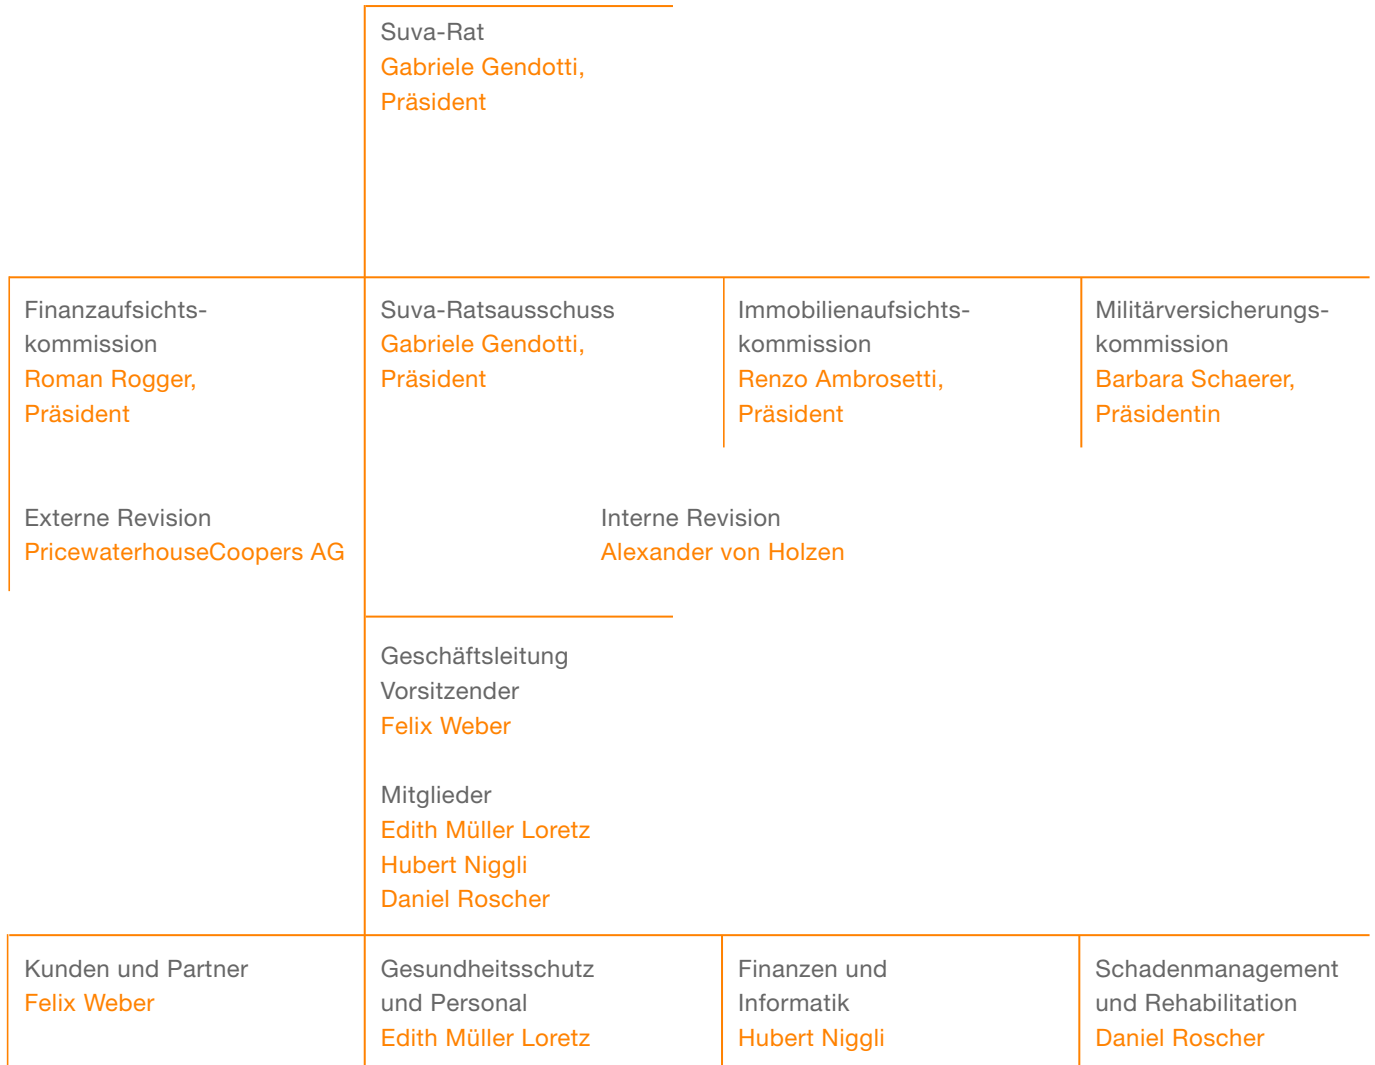 Suva-Rat
Gabriele Gendotti,
Präsident
Finanzaufsichts-
kommission
Roman Rogger,
Präsident
Suva-Ratsausschuss
Gabriele Gendotti,
Präsident
Immobilienaufsichts-
kommission
Renzo Ambrosetti,
Präsident
Militärversicherungs-
kommission
Barbara Schaerer,
Präsidentin
Externe Revision
PricewaterhouseCoopers AG
Interne Revision
Alexander von Holzen
Geschäftsleitung
Vorsitzender
Felix Weber
Mitglieder
Edith Müller Loretz
Hubert Niggli
Daniel Roscher
Kunden und Partner
Felix Weber
Gesundheitsschutz
und Personal
Edith Müller Loretz
Finanzen und
Informatik
Hubert Niggli
Schadenmanagement
und Rehabilitation
Daniel Roscher